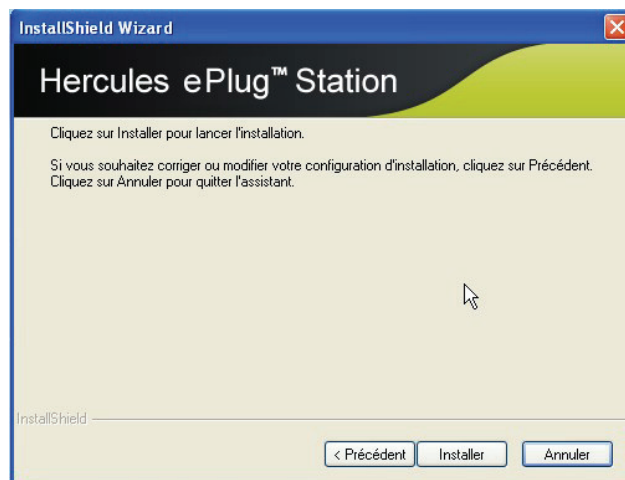 InstallShield Wizard
Hercules ePlug™ Station
Cliquez sur Installer pour lancer l'installation.
Si vous souhaitez corriger ou modifier votre configuration d'installation, cliquez sur Précédent.
Cliquez sur Annuler pour quitter l'assistant.
InstallShield
< Précédent
Installer
Annuler